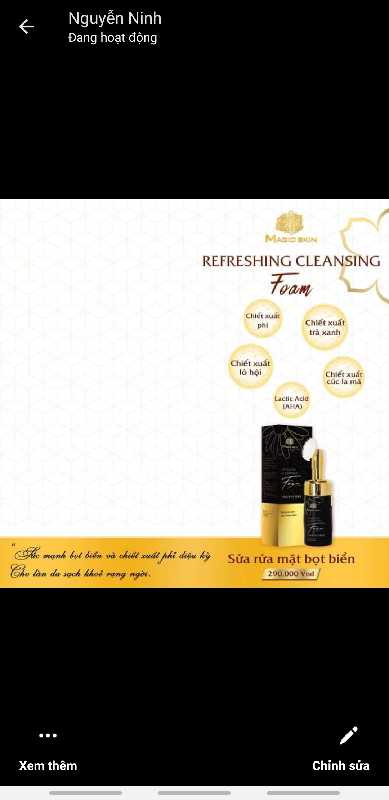 Nguyễn Ninh
Đang hoạt động
MAGIC SKIN
REFRESHING CLEANSING
Foam
Chiết xuất
phỉ
Chiết xuất
trà xanh
Chiết xuất
lô hội
Chiết xuất
cúc la mã
Lactic Acid
(AHA)
Foam
Foam
"Sức mạnh bọt biển và chiết xuất phỉ diệu kỳ
Cho làn da sạch khoẻ rạng ngời.
Sữa rửa mặt bọt biển
290.000 Vnđ
Xem thêm
Chỉnh sửa